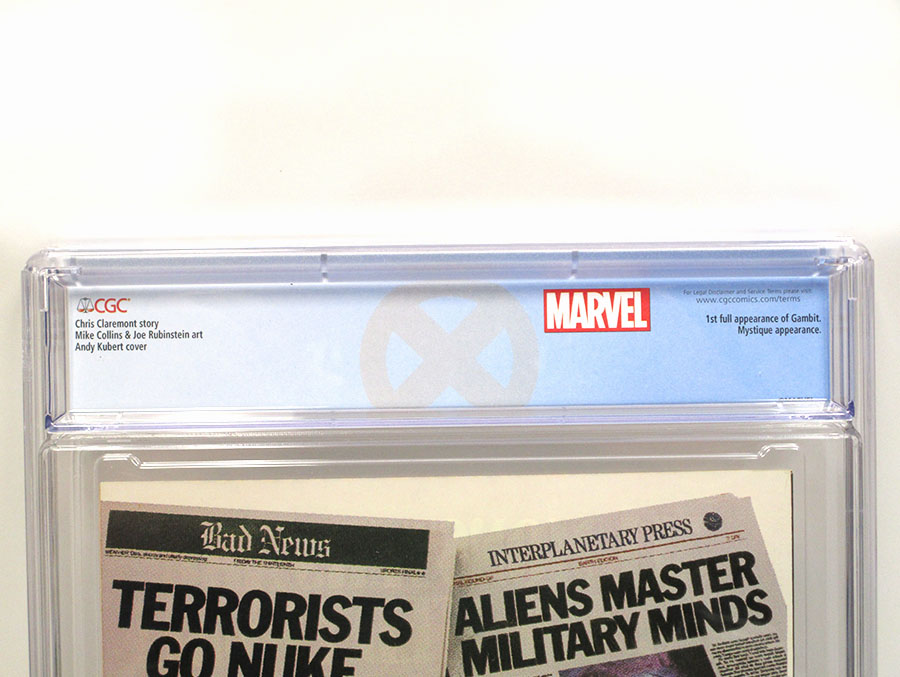 CGC
Chris Claremont story
Mike Collins & Joe Rubinstein art
Andy Kubert cover
MARVEL
For Legal Disclaimer and Service Terms please visit
www.cgccomics.com/terms
1st full appearance of Gambit.
Mystique appearance.
Bad News
TERRORISTS
GO NUKE
INTERPLANETARY PRESS
EARTH EDITION
ALIENS MASTER
MILITARY MINDS